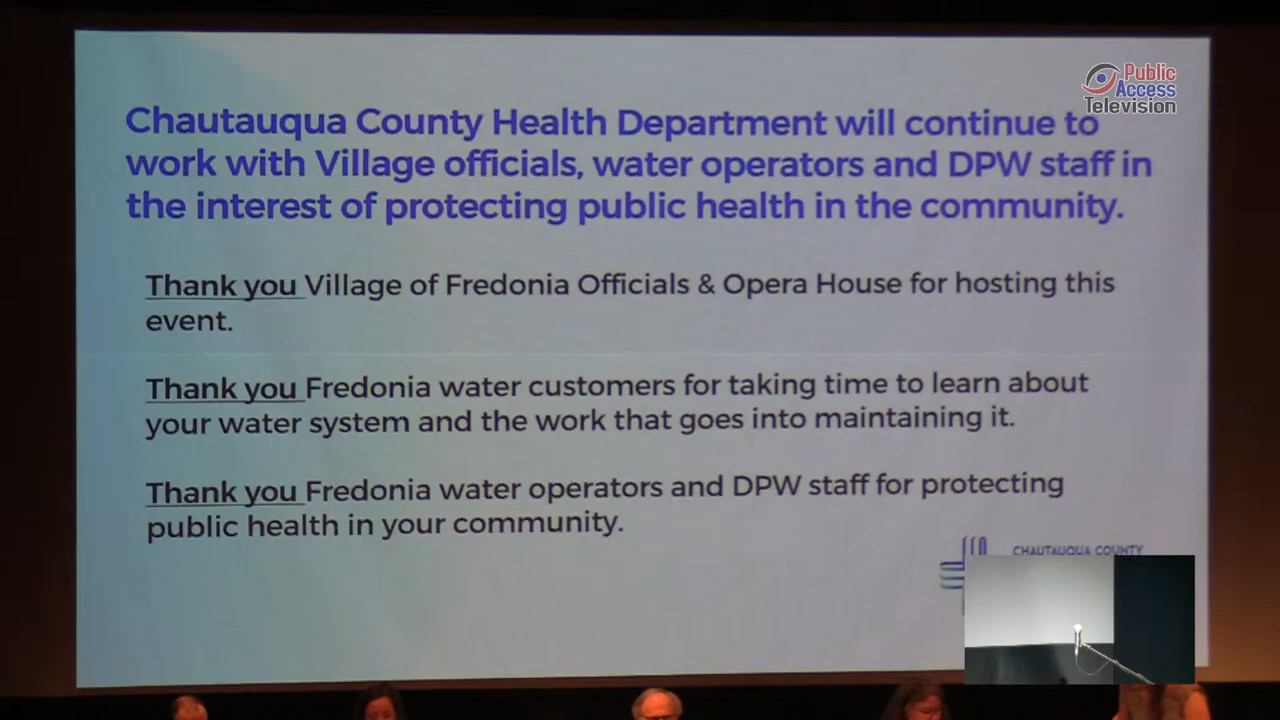 Public
Access
Television
Chautauqua County Health Department will continue to
work with Village officials, water operators and DPW staff in
the interest of protecting public health in the community.
Thank you Village of Fredonia Officials & Opera House for hosting this
event.
Thank you Fredonia water customers for taking time to learn about
your water system and the work that goes into maintaining it.
Thank you Fredonia water operators and DPW staff for protecting
public health in your community.
CHAUTAUQUA COUNTY